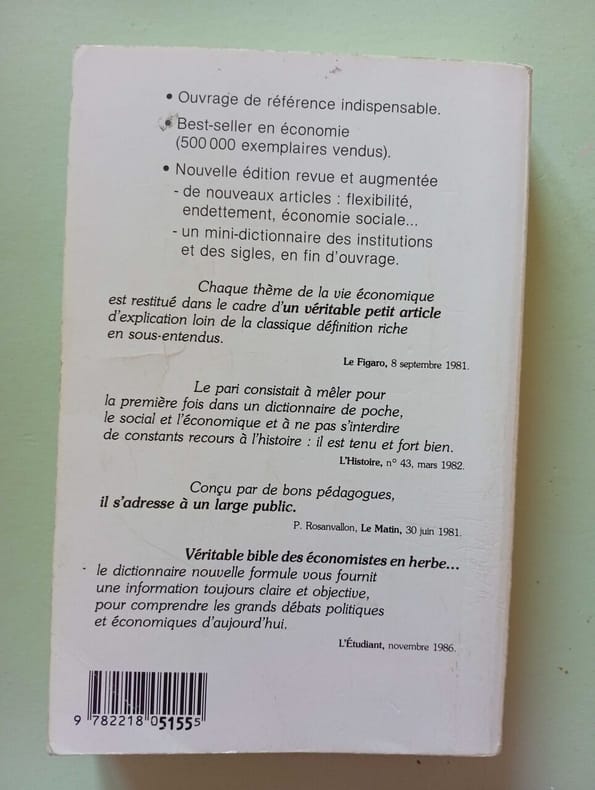 • Ouvrage de référence indispensable.
• Best-seller en économie
(500 000 exemplaires vendus).
• Nouvelle édition revue et augmentée
- de nouveaux articles : flexibilité,
endettement, économie sociale...
- un mini-dictionnaire des institutions
et des sigles, en fin d'ouvrage.
Chaque thème de la vie économique
est restitué dans le cadre d'un véritable petit article
d'explication loin de la classique définition riche
en sous-entendus.
Le Figaro, 8 septembre 1981.
Le pari consistait à mêler pour
la première fois dans un dictionnaire de poche,
le social et l'économique et à ne pas s'interdire
de constants recours à l'histoire : il est tenu et fort bien.
L'Histoire, n° 43, mars 1982.
Conçu par de bons pédagogues,
il s'adresse à un large public.
P. Rosanvallon, Le Matin, 30 juin 1981.
Véritable bible des économistes en herbe...
le dictionnaire nouvelle formule vous fournit
une information toujours claire et objective,
pour comprendre les grands débats politiques
et économiques d'aujourd'hui.
L'Étudiant, novembre 1986.
9 782218 051555